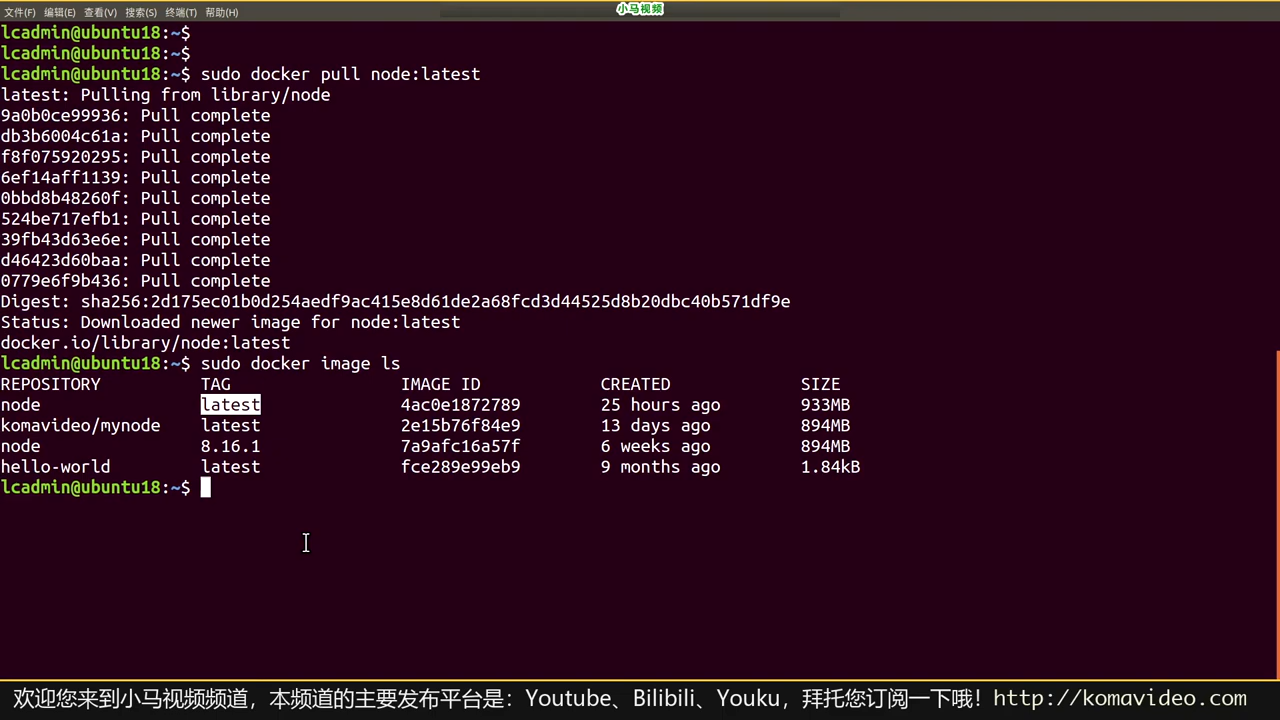 小马视频
文件(F) 编辑(E) 查看(V) 搜索(S) 终端(T) 帮助(H)
lcadmin@ubuntu18:~$
lcadmin@ubuntu18:~$
lcadmin@ubuntu18:~$ sudo docker pull node:latest
latest: Pulling from library/node
9a0b0ce99936: Pull complete
db3b6004c61a: Pull complete
f8f075920295: Pull complete
6ef14aff1139: Pull complete
0bbd8b48260f: Pull complete
524be717efb1: Pull complete
39fb43d63e6e: Pull complete
d46423d60baa: Pull complete
0779e6f9b436: Pull complete
Digest: sha256:2d175ec01b0d254aedf9ac415e8d61de2a68fcd3d44525d8b20dbc40b571df9e
Status: Downloaded newer image for node:latest
docker.io/library/node:latest
lcadmin@ubuntu18:~$ sudo docker image ls
REPOSITORY TAG IMAGE ID CREATED SIZE
node latest 4ac0e1872789 25 hours ago 933MB
komavideo/mynode latest 2e15b76f84e9 13 days ago 894MB
node 8.16.1 7a9afc16a57f 6 weeks ago 894MB
hello-world latest fce289e99eb9 9 months ago 1.84kB
lcadmin@ubuntu18:~$
欢迎您来到小马视频频道，本频道的主要发布平台是：Youtube、Bilibili、Youku，拜托您订阅一下哦！http://komavideo.com